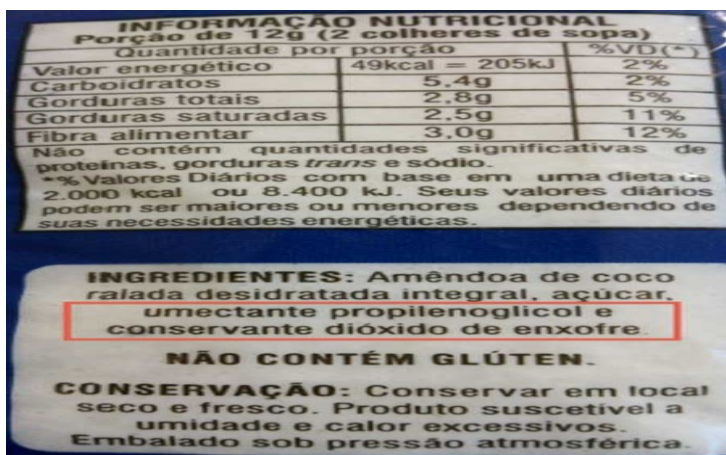 INFORMAÇÃO NUTRICIONAL
Porção de 12g (2 colheres de sopa)
Quantidade por porção %VD(*)
Valor energético 49kcal = 205kJ 2%
Carboidratos 5,4g 2%
Gorduras totais 2,8g 5%
Gorduras saturadas 2,5g 11%
Fibra alimentar 3,0g 12%
Não contém quantidades significativas de
proteínas, gorduras trans e sódio.
*% Valores Diários com base em uma dieta de
2.000 kcal ou 8.400 kJ. Seus valores diários
podem ser maiores ou menores dependendo de
suas necessidades energéticas.
INGREDIENTES: Amêndoa de coco
ralada desidratada integral, açúcar,
umectante propilenoglicol e
conservante dióxido de enxofre.
NÃO CONTÉM GLÚTEN.
CONSERVAÇÃO: Conservar em local
seco e fresco. Produto suscetível a
umidade e calor excessivos.
Embalado sob pressão atmosférica.